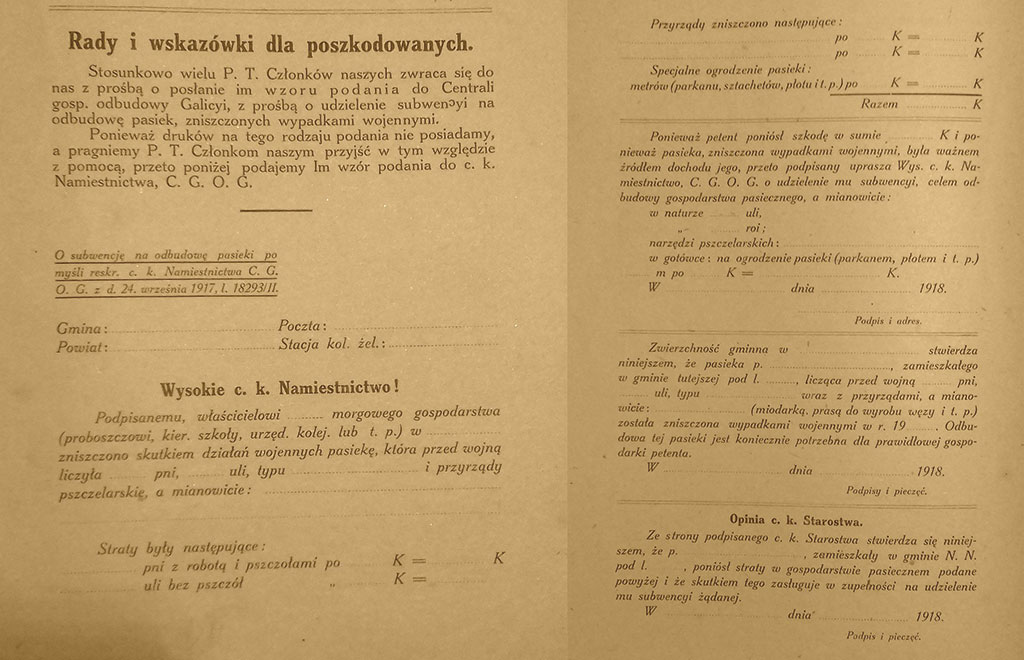 Rady i wskazówki dla poszkodowanych.
Stosunkowo wielu P. T. Członków naszych zwraca się do
nas z prośbą o posłanie im wzoru podania do Centrali
gosp. odbudowy Galicyi, z prośbą o udzielenie subwencyi na
odbudowę pasiek, zniszczonych wypadkami wojennymi.
Ponieważ druków na tego rodzaju podania nie posiadamy,
a pragniemy P. T. Członkom naszym przyjść w tym względzie
z pomocą, przeto poniżej podajemy Im wzór podania do c. k.
Namiestnictwa, C. G. O. G.
O subwencję na odbudowę pasieki po
myśli reskr. c. k. Namiestnictwa C. G.
O. G. z d. 24. września 1917, l. 18293/II.
Gmina: Poczta:
Powiat: Stacja kol. żel.:
Wysokie c. k. Namiestnictwo!
Podpisanemu, właścicielowi ........ morgowego gospodarstwa
(proboszczowi, kier. szkoły, urzęd. kolej. lub t. p.) w
zniszczono skutkiem działań wojennych pasiekę, która przed wojną
liczyła ........ pni, ........ uli, typu ........ i przyrządy
pszczelarskie, a mianowicie:
Straty były następujące:
pni z robotą i pszczołami po K = K
uli bez pszczół „ K =
Przyrządy zniszczono następujące:
po K = K
po K = K
Specjalne ogrodzenie pasieki:
metrów (parkanu, sztachetów, płotu i t. p.) po K = K
Razem K
Ponieważ petent poniósł szkodę w sumie ........ K i po-
nieważ pasieka, zniszczona wypadkami wojennymi, była ważnem
źródłem dochodu jego, przeto podpisany uprasza Wys. c. k. Na-
miestnictwo, C. G. O. G. o udzielenie mu subwencyi, celem od-
budowy gospodarstwa pasiecznego, a mianowicie:
w naturze ........ uli,
„ ........ roi;
narzędzi pszczelarskich:
w gotówce: na ogrodzenie pasieki (parkanem, płotem i t. p.)
m po K = K.
W ........ dnia ........ 1918.
Podpis i adres.
Zwierzchność gminna w ........ stwierdza
niniejszem, że pasieka p. ........, zamieszkałego
w gminie tutejszej pod l. ........, licząca przed wojną ........ pni,
........ uli, typu ........ wraz z przyrządami, a miano-
wicie: ........ (miodarką, prasą do wyrobu węzy i t. p.)
została zniszczona wypadkami wojennymi w r. 19 ..... Odbu-
dowa tej pasieki jest koniecznie potrzebna dla prawidłowej gospo-
darki petenta.
W ........ dnia ........ 1918.
Podpisy i pieczęć.
Opinia c. k. Starostwa.
Ze strony podpisanego c. k. Starostwa stwierdza się niniej-
szem, że p. ........, zamieszkały w gminie N. N.
pod l. ........, poniósł straty w gospodarstwie pasiecznem podane
powyżej i że skutkiem tego zasługuje w zupełności na udzielenie
mu subwencyi żądanej.
W ........ dnia ........ 1918.
Podpis i pieczęć.